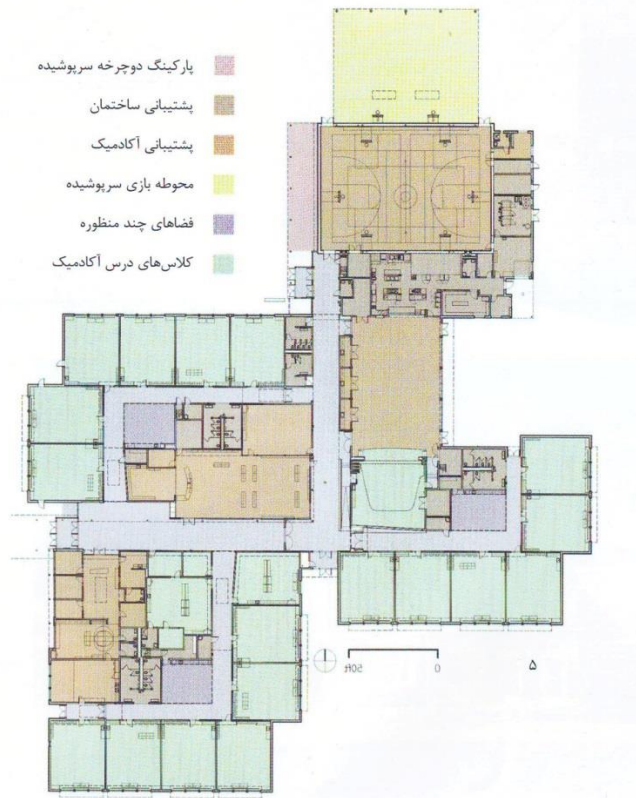 پارکینگ دوچرخه سرپوشیده
پشتیبانی ساختمان
پشتیبانی آکادمیک
محوطه بازی سرپوشیده
فضاهای چند منظوره
کلاس‌های درس آکادمیک
50ft 0
۵